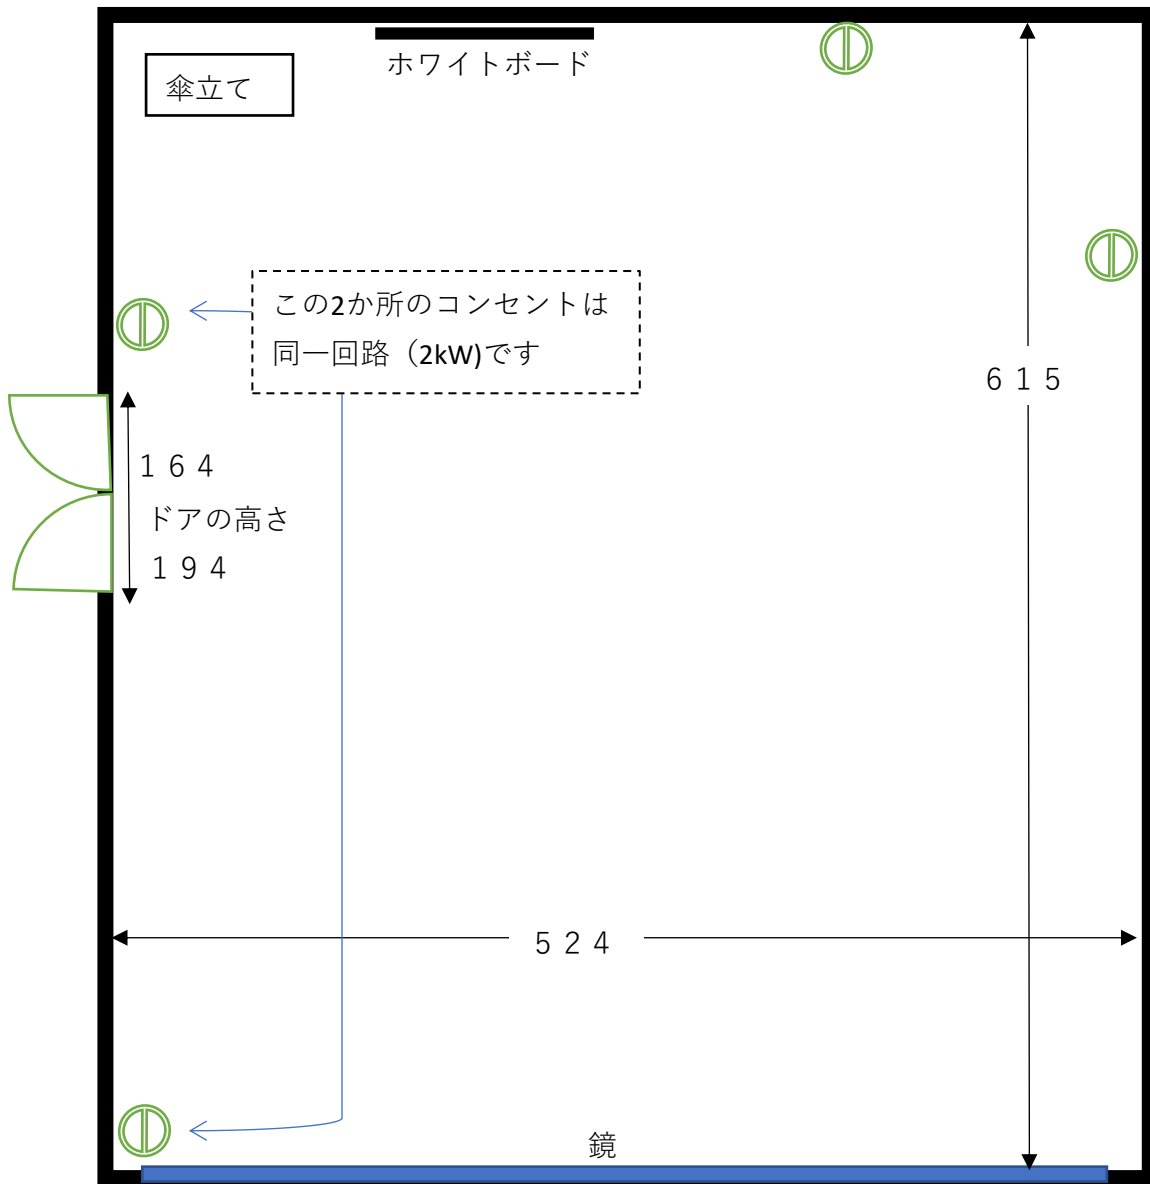 ホワイトボード
傘立て
この2か所のコンセントは
同一回路（2kW)です
６１５
１６４
ドアの高さ
１９４
５２４
鏡